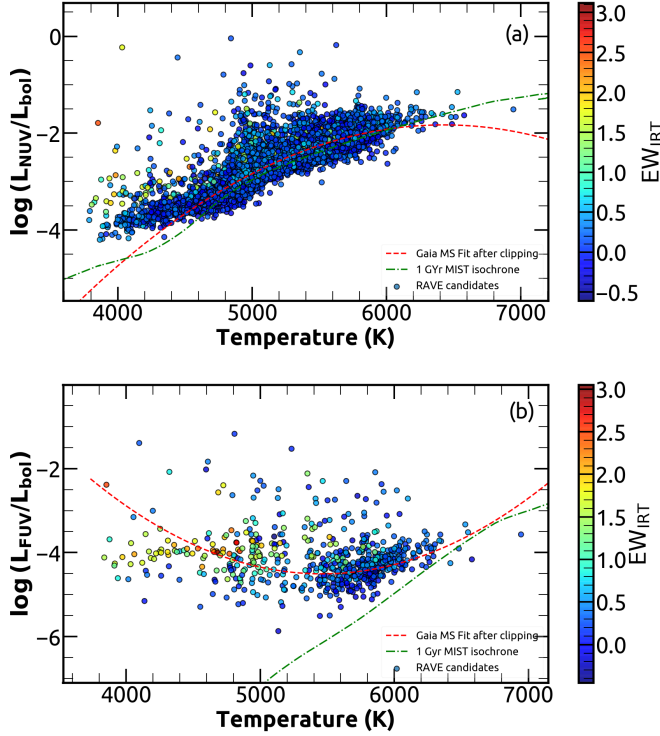 (a)
0
−2
−4
log (L_NUV/L_bol)
4000 5000 6000 7000
Temperature (K)
Gaia MS Fit after clipping
1 GYr MIST isochrone
RAVE candidates
3.0
2.5
2.0
1.5
1.0
0.5
0.0
−0.5
EW_IRT
(b)
−2
−4
−6
log (L_FUV/L_bol)
4000 5000 6000 7000
Temperature (K)
Gaia MS Fit after clipping
1 Gyr MIST isochrone
RAVE candidates
3.0
2.5
2.0
1.5
1.0
0.5
0.0
EW_IRT